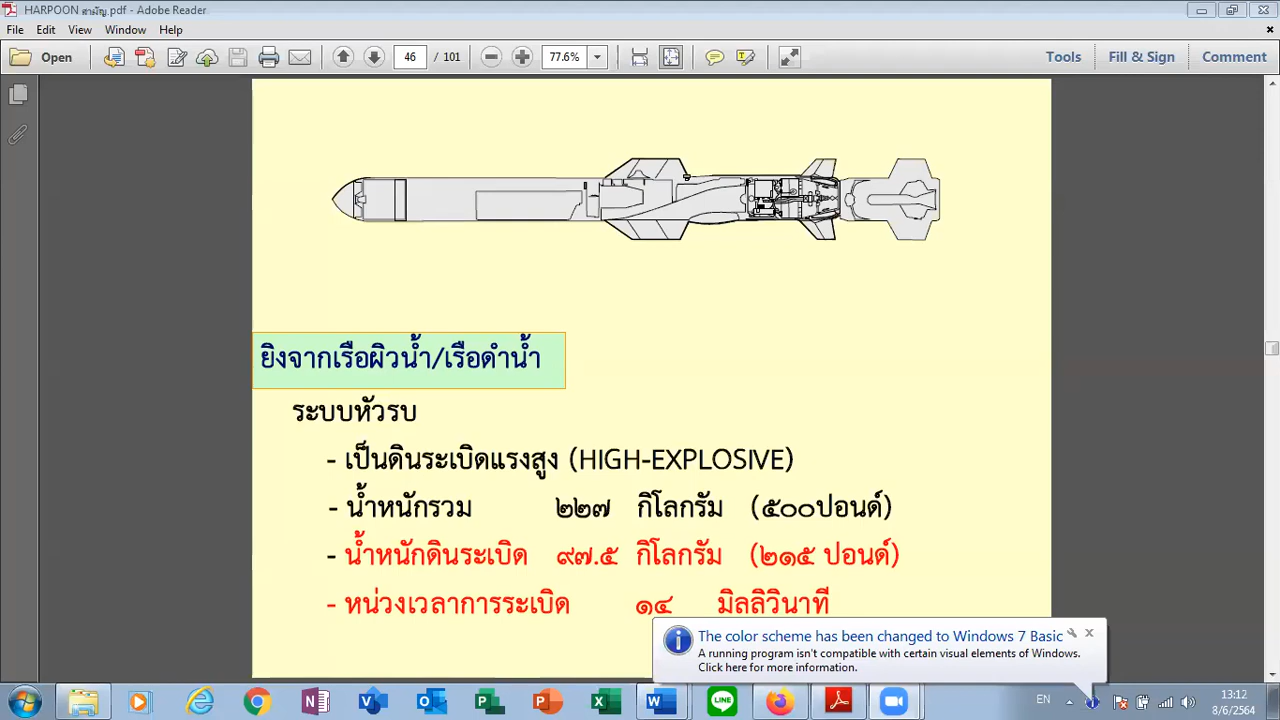 HARPOON สามัญ.pdf - Adobe Reader
File Edit View Window Help
Open 46 / 101 77.6% Tools Fill & Sign Comment
ยิงจากเรือผิวน้ำ/เรือดำน้ำ
ระบบหัวรบ
- เป็นดินระเบิดแรงสูง (HIGH-EXPLOSIVE)
- น้ำหนักรวม ๒๒๗ กิโลกรัม (๕๐๐ปอนด์)
- น้ำหนักดินระเบิด ๙๗.๕ กิโลกรัม (๒๑๕ ปอนด์)
- หน่วงเวลาการระเบิด ๑๔ มิลลิวินาที
The color scheme has been changed to Windows 7 Basic
A running program isn't compatible with certain visual elements of Windows.
Click here for more information.
EN
13:12
8/6/2564
LINE